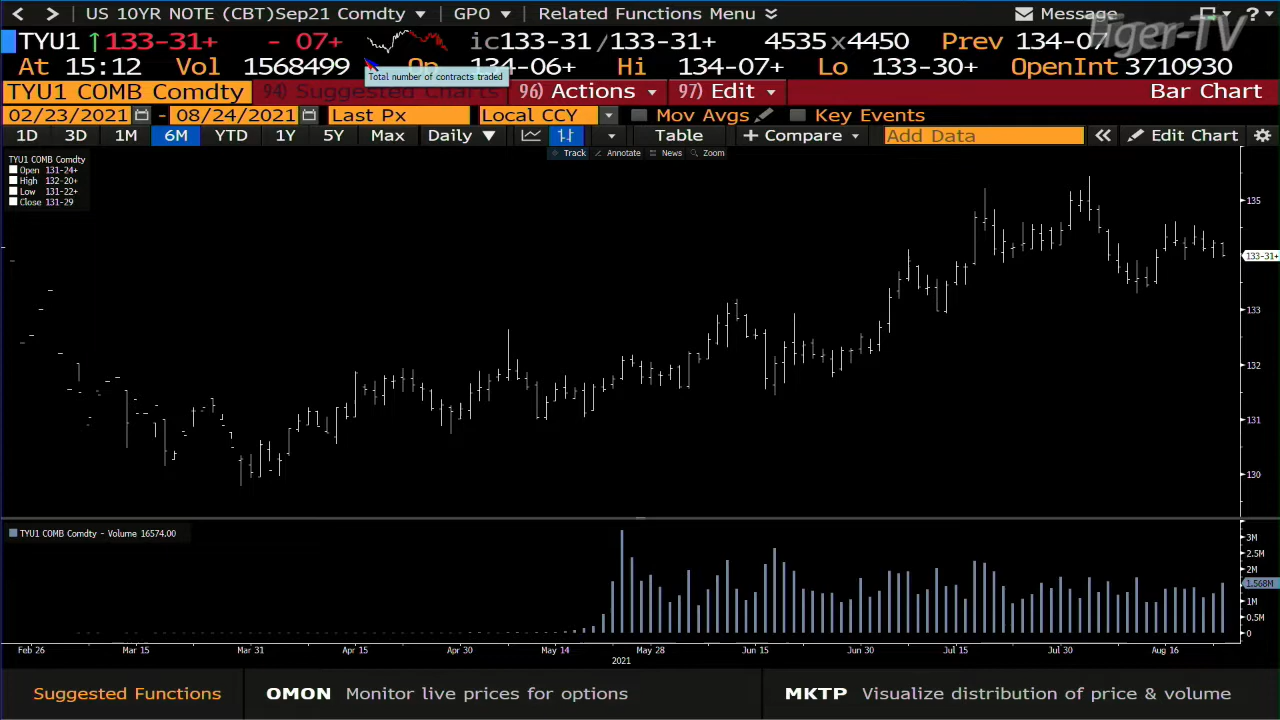 US 10YR NOTE (CBT)Sep21 Comdty GPO Related Functions Menu Message ?
TYU1 ↑133-31+ - 07+ ic133-31 /133-31+ 4535x4450 Prev 134-07
Tiger-TV
At 15:12 Vol 1568499 Op 134-06+ Hi 134-07+ Lo 133-30+ OpenInt 3710930
Total number of contracts traded
TYU1 COMB Comdty 94) Suggested Charts 96) Actions 97) Edit Bar Chart
02/23/2021 - 08/24/2021 Last Px Local CCY Mov Avgs Key Events
1D 3D 1M 6M YTD 1Y 5Y Max Daily ▼ Table + Compare Add Data « Edit Chart
Track Annotate News Zoom
TYU1 COMB Comdty
Open 131-24+
High 132-20+
Low 131-22+
Close 131-29
135
133-31+
133
132
131
130
TYU1 COMB Comdty - Volume 16574.00
3M
2.5M
2M
1.568M
1M
0.5M
0
Feb 26 Mar 15 Mar 31 Apr 15 Apr 30 May 14 May 28 Jun 15 Jun 30 Jul 15 Jul 30 Aug 16
2021
Suggested Functions OMON Monitor live prices for options MKTP Visualize distribution of price & volume